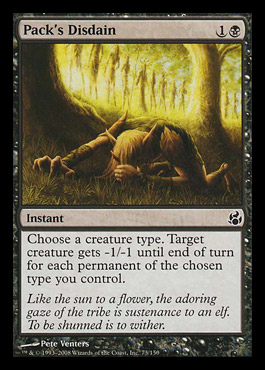 Pack's Disdain 1
Instant
Choose a creature type. Target
creature gets -1/-1 until end of turn
for each permanent of the chosen
type you control.
Like the sun to a flower, the adoring
gaze of the tribe is sustenance to an elf.
To be shunned is to wither.
Pete Venters
™ & © 1993–2008 Wizards of the Coast, Inc. 73/150